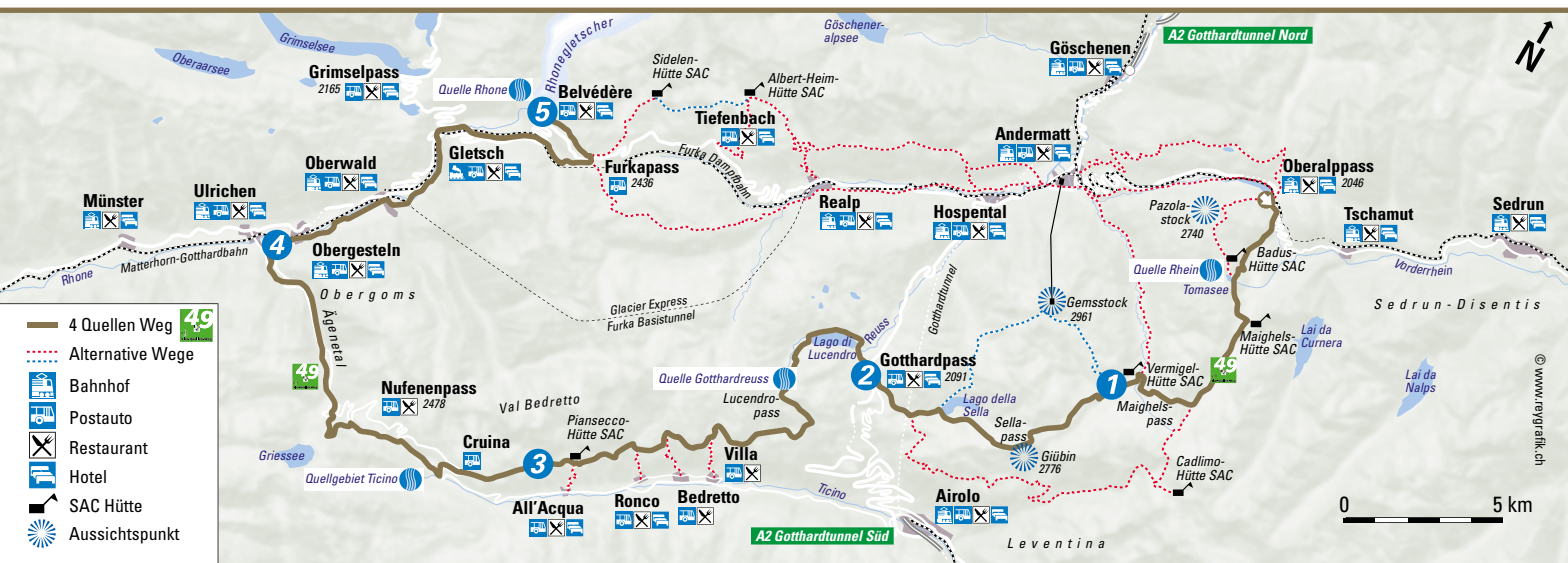 Grimselsee
Oberaarsee
Grimselpass
2165
Quelle Rhone
Rhonegletscher
5
Belvédère
Göschener-
alpsee
Sidelen-
Hütte SAC
Albert-Heim-
Hütte SAC
Tiefenbach
Göschenen
A2 Gotthardtunnel Nord
N
Oberwald
Gletsch
Furkapass
2436
Furka Dampfbahn
Andermatt
Oberalppass
2046
Münster
Ulrichen
4
Obergesteln
Rhone
Matterhorn-Gotthardbahn
Obergoms
Realp
Hospental
Pazola-
stock
2740
Badus-
Hütte SAC
Tschamut
Sedrun
Vorderrhein
Quelle Rhein
Tomasee
Sedrun-Disentis
Glacier Express
Furka Basistunnel
Gotthardtunnel
Gemsstock
2961
Maighels-
Hütte SAC
Lai da
Curnera
Lai da
Nalps
Ägenetal
49
Reuss
Lago di
Lucendro
2
Gotthardpass
2091
Quelle Gotthardreuss
Lucendro-
pass
Lago della
Sella
Sella-
pass
Giübin
2776
1
Vermigel-
Hütte SAC
Maighels-
pass
49
Cadlimo-
Hütte SAC
Nufenenpass
2478
Val Bedretto
Griessee
Quellgebiet Ticino
Cruina
3
Piansecco-
Hütte SAC
All'Acqua
Ronco
Bedretto
Villa
Ticino
Airolo
A2 Gotthardtunnel Süd
Leventina
0 5 km
© www.reygrafik.ch
4 Quellen Weg 49
Alternative Wege
Bahnhof
Postauto
Restaurant
Hotel
SAC Hütte
Aussichtspunkt